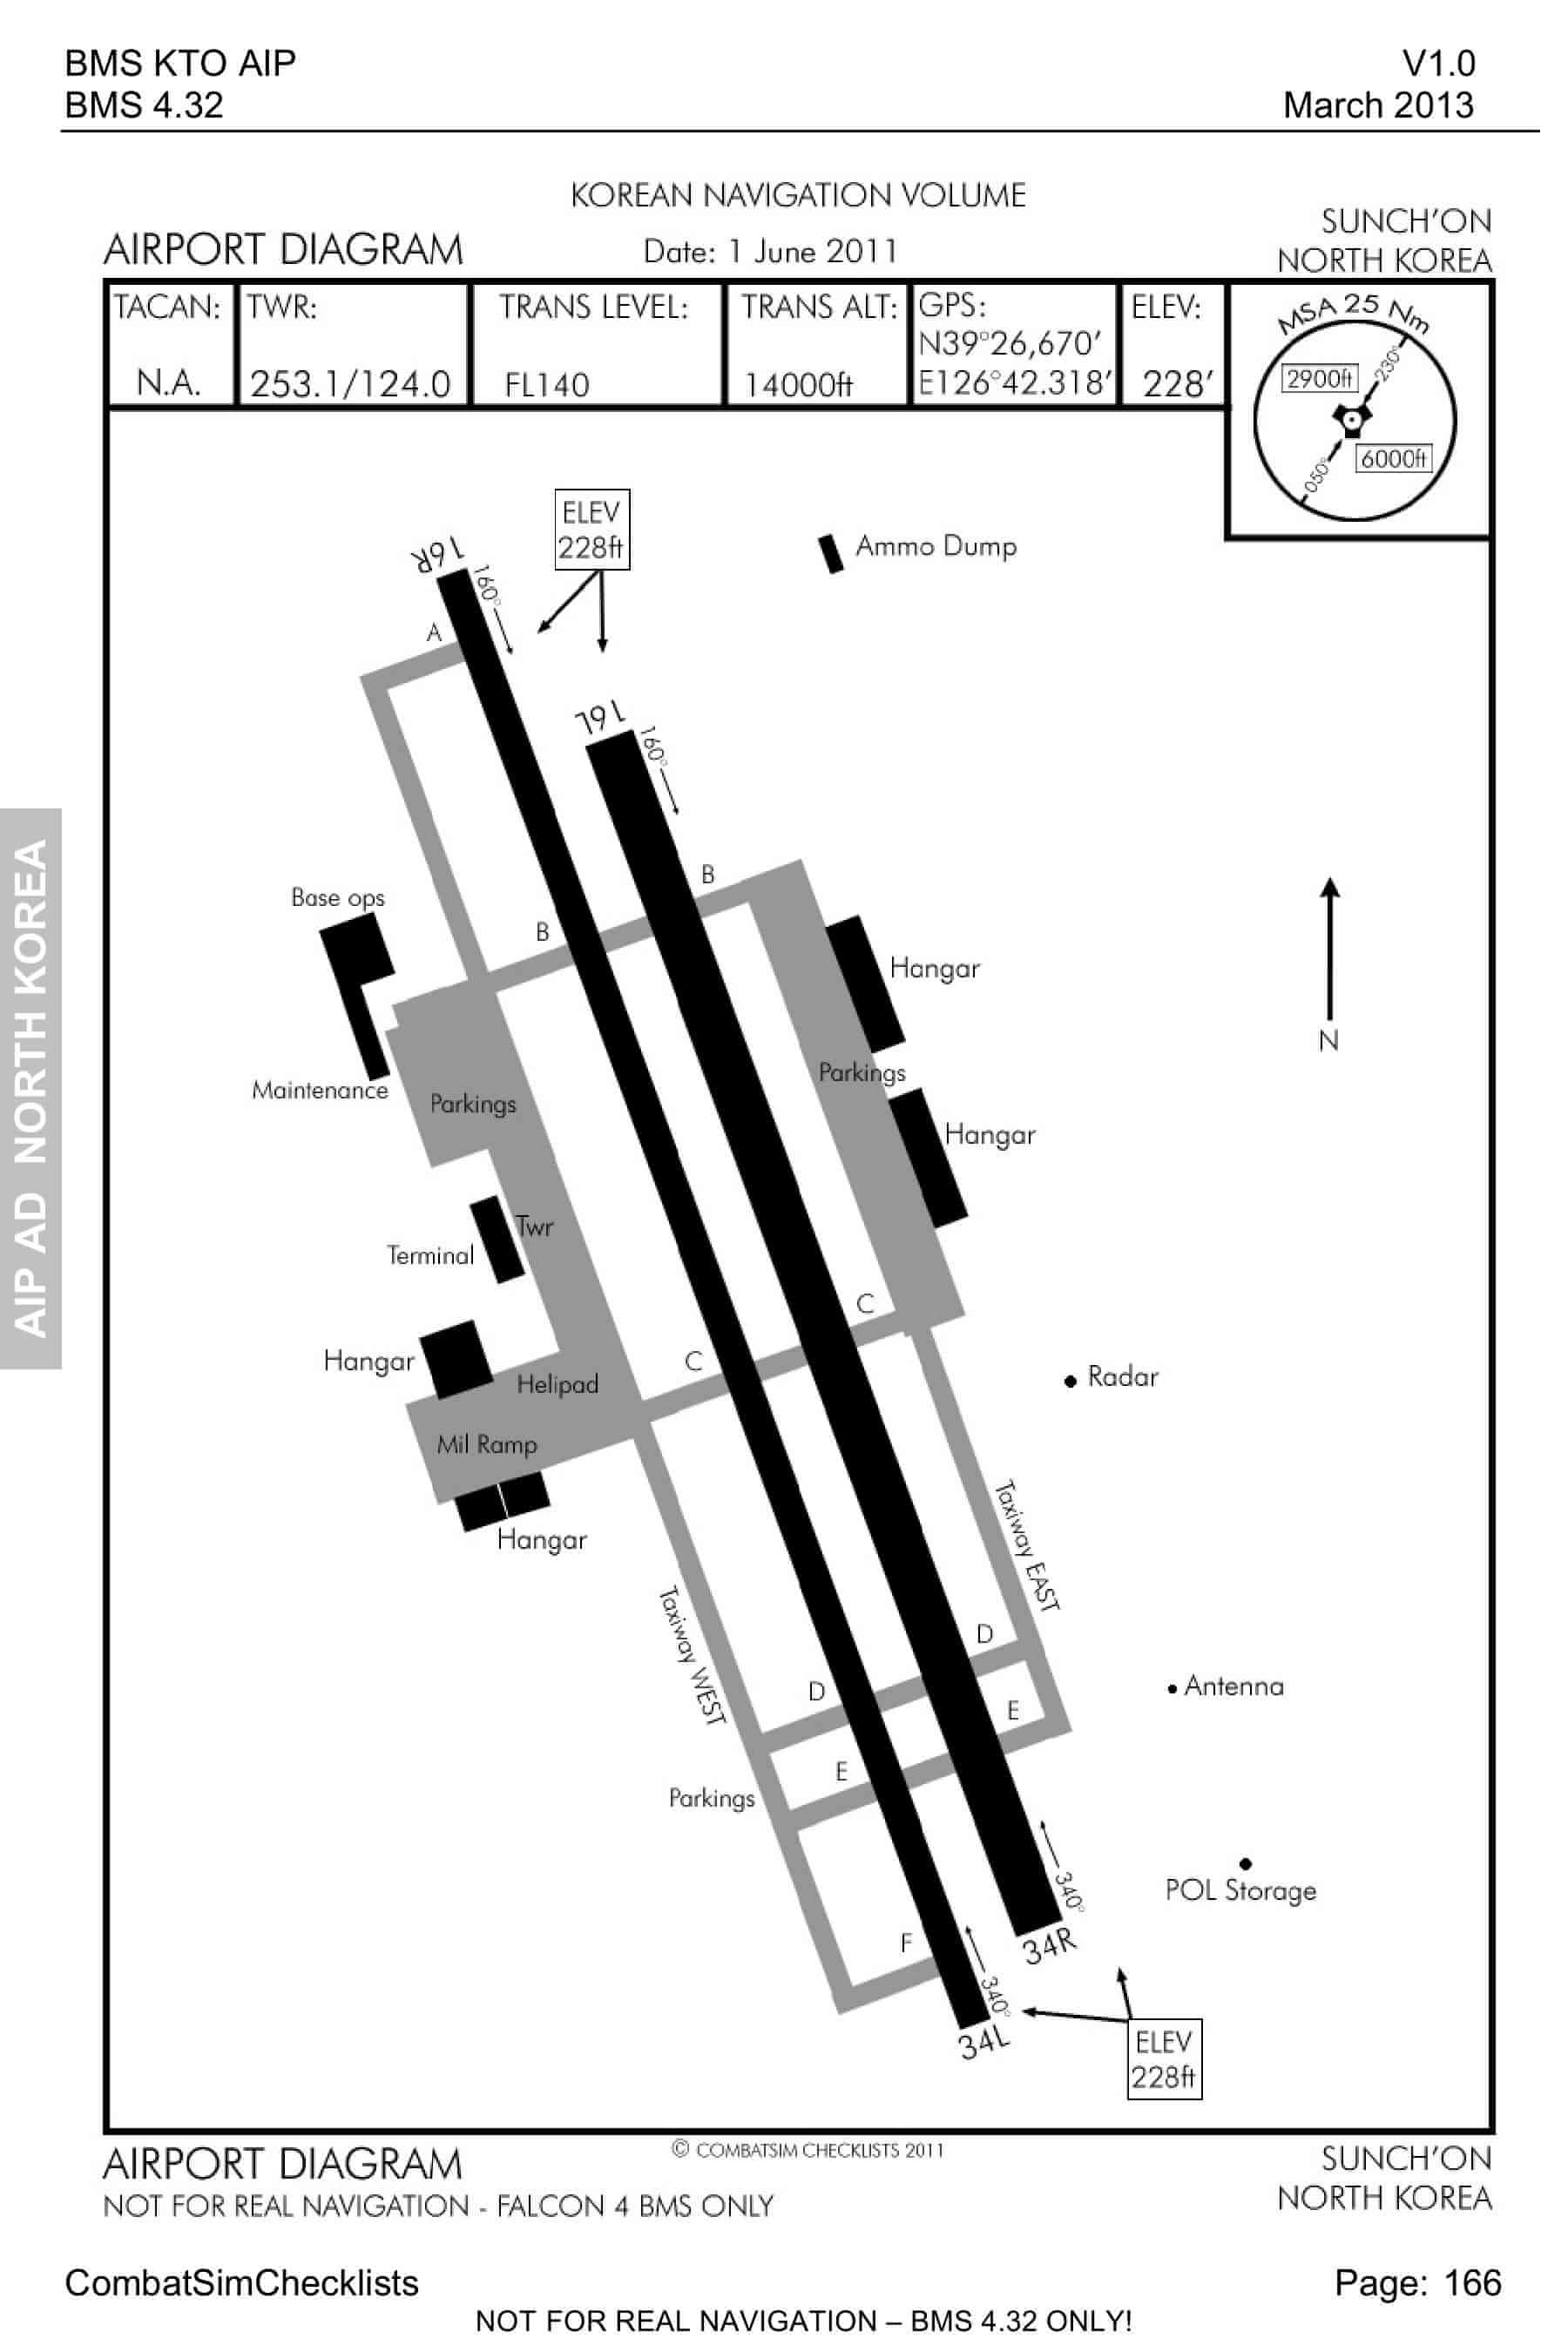 BMS KTO AIP
V1.0
BMS 4.32
March 2013
KOREAN NAVIGATION VOLUME
AIRPORT DIAGRAM
Date: 1 June 2011
SUNCH'ON
NORTH KOREA
TACAN:
N.A.
TWR:
253.1/124.0
TRANS LEVEL:
FL140
TRANS ALT:
14000ft
GPS:
N39°26,670'
E126°42.318'
ELEV:
228'
MSA 25 Nm
2900ft
230°
6000ft
050°
ELEV
228ft
Ammo Dump
16R
160°
A
16L
160°
B
B
Base ops
Hangar
N
Maintenance
Parkings
Parkings
Hangar
Twr
Terminal
C
C
Hangar
Helipad
Radar
Mil Ramp
Hangar
Taxiway EAST
Taxiway WEST
D
D
Antenna
E
E
Parkings
POL Storage
340°
34R
F
340°
34L
ELEV
228ft
AIP AD NORTH KOREA
© COMBATSIM CHECKLISTS 2011
AIRPORT DIAGRAM
SUNCH'ON
NOT FOR REAL NAVIGATION - FALCON 4 BMS ONLY
NORTH KOREA
CombatSimChecklists
Page: 166
NOT FOR REAL NAVIGATION – BMS 4.32 ONLY!